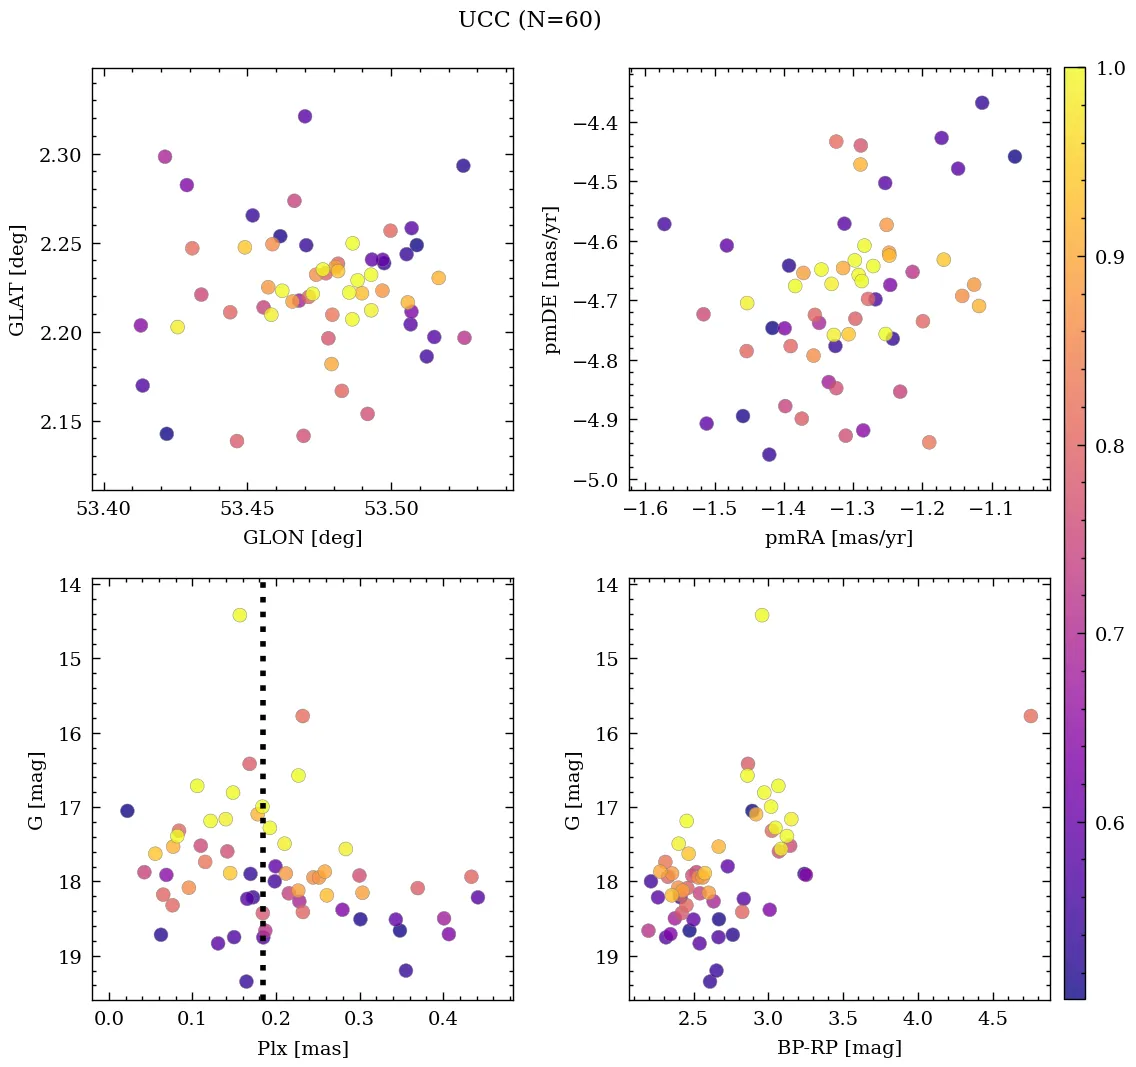 UCC (N=60)
2.30
2.25
2.20
2.15
GLAT [deg]
53.40 53.45 53.50
GLON [deg]
−4.4
−4.5
−4.6
−4.7
−4.8
−4.9
−5.0
pmDE [mas/yr]
−1.6 −1.5 −1.4 −1.3 −1.2 −1.1
pmRA [mas/yr]
1.0
0.9
0.8
0.7
0.6
14
15
16
17
18
19
G [mag]
0.0 0.1 0.2 0.3 0.4
Plx [mas]
14
15
16
17
18
19
G [mag]
2.5 3.0 3.5 4.0 4.5
BP-RP [mag]